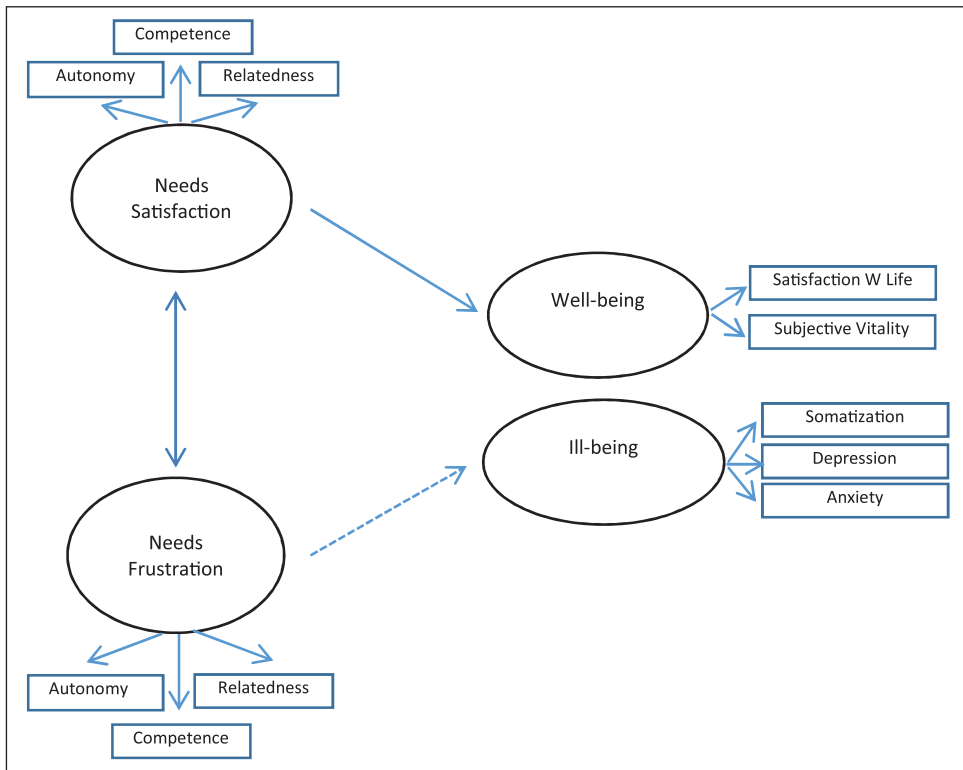 Competence
Autonomy
Relatedness
Needs
Satisfaction
Well-being
Satisfaction W Life
Subjective Vitality
Ill-being
Somatization
Depression
Anxiety
Needs
Frustration
Autonomy
Relatedness
Competence